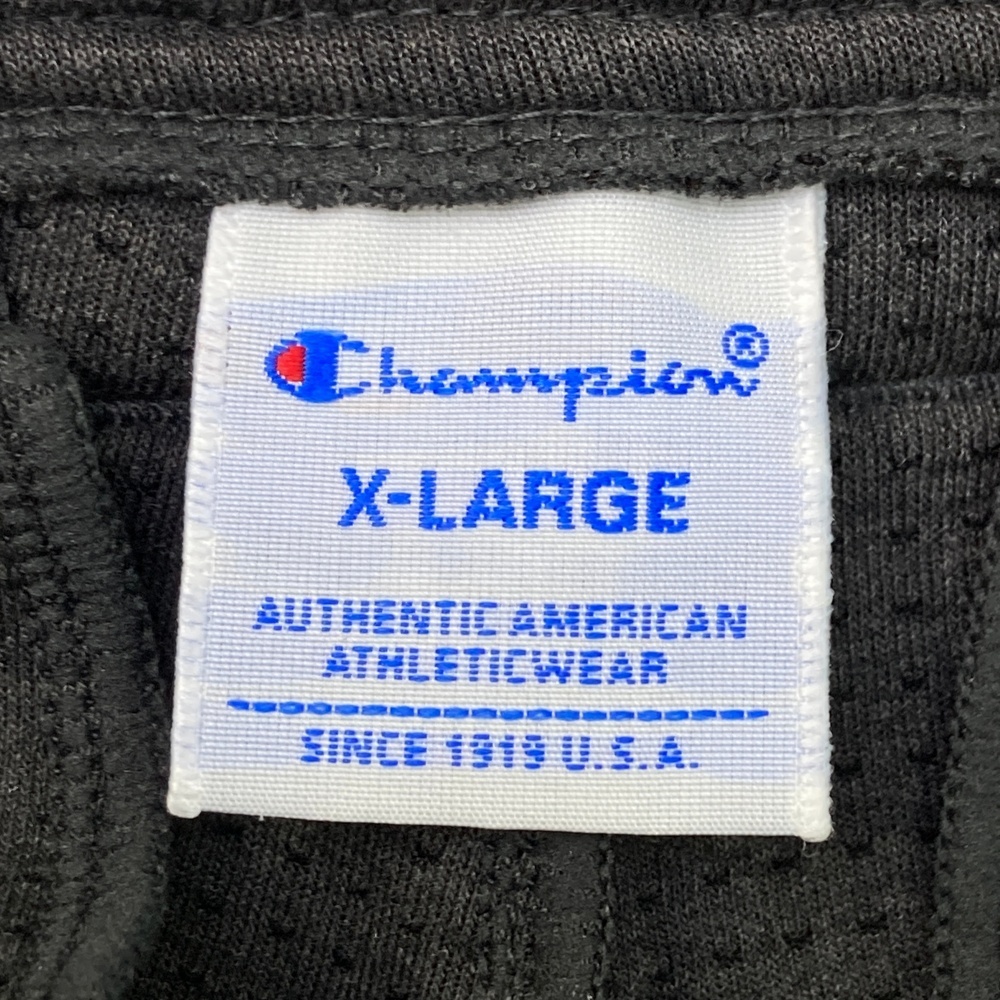 Champion®
X-LARGE
AUTHENTIC AMERICAN
ATHLETICWEAR
SINCE 1919 U.S.A.